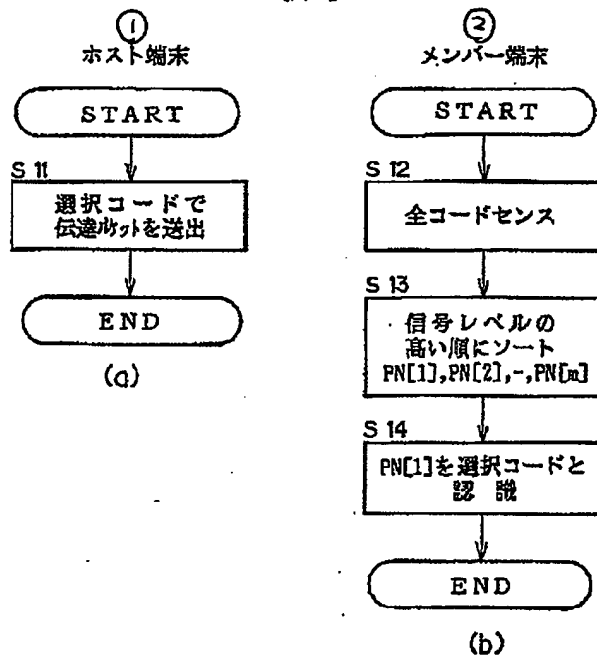 ①
ホスト端末
START
S 11
選択コードで
伝達パケットを送出
END
(a)
②
メンバー端末
START
S 12
全コードセンス
S 13
信号レベルの
高い順にソート
PN[1],PN[2],-,PN[m]
S 14
PN[1]を選択コードと
認 識
END
(b)